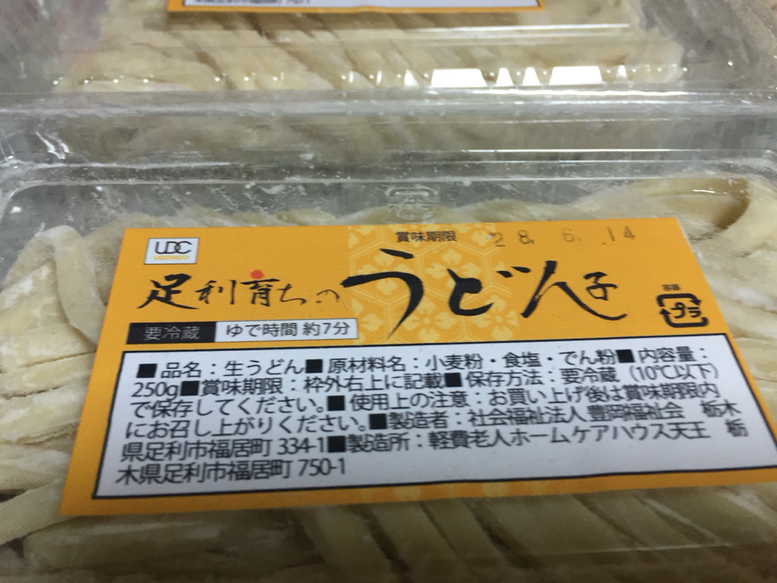 UDC
UDONCO
賞味期限 28. 6. 14
足利育ちのうどん子
要冷蔵 ゆで時間 約7分
容器
プラ
■品名：生うどん■原材料名：小麦粉・食塩・でん粉■内容量：
250g■賞味期限：枠外右上に記載■保存方法：要冷蔵（10℃以下）
で保存してください。■使用上の注意：お買い上げ後は賞味期限内
にお召し上がりください。■製造者：社会福祉法人豊岡福祉会 栃木
県足利市福居町 334-1■製造所：軽費老人ホームケアハウス天王 栃
木県足利市福居町 750-1